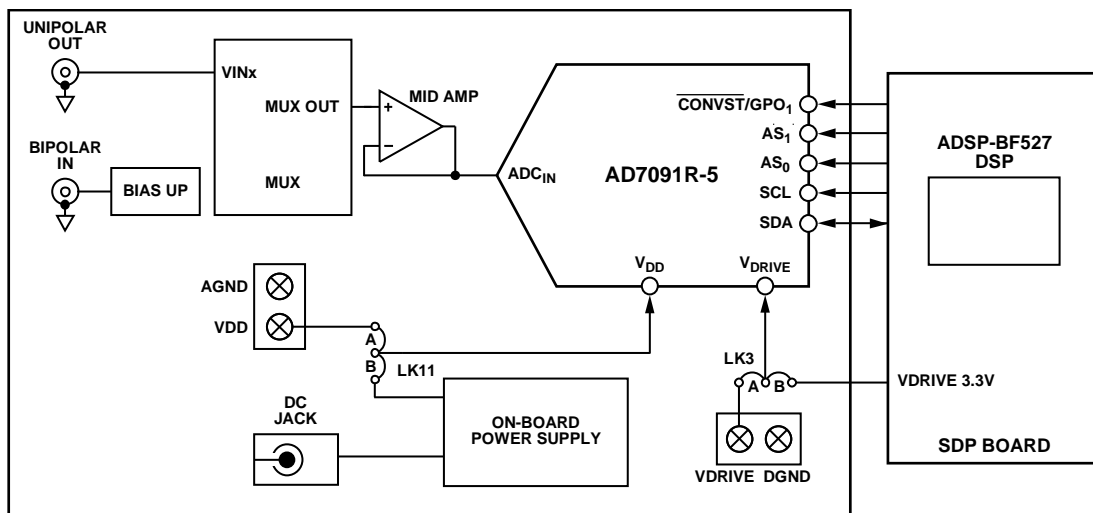 UNIPOLAR
OUT
VINx
MUX OUT
MUX
BIPOLAR
IN
BIAS UP
MID AMP
+
−
ADCIN
AD7091R-5
CONVST/GPO1
AS1
AS0
SCL
SDA
VDD
VDRIVE
ADSP-BF527
DSP
AGND
VDD
A
B
LK11
DC
JACK
ON-BOARD
POWER SUPPLY
LK3
A
B
VDRIVE DGND
VDRIVE 3.3V
SDP BOARD